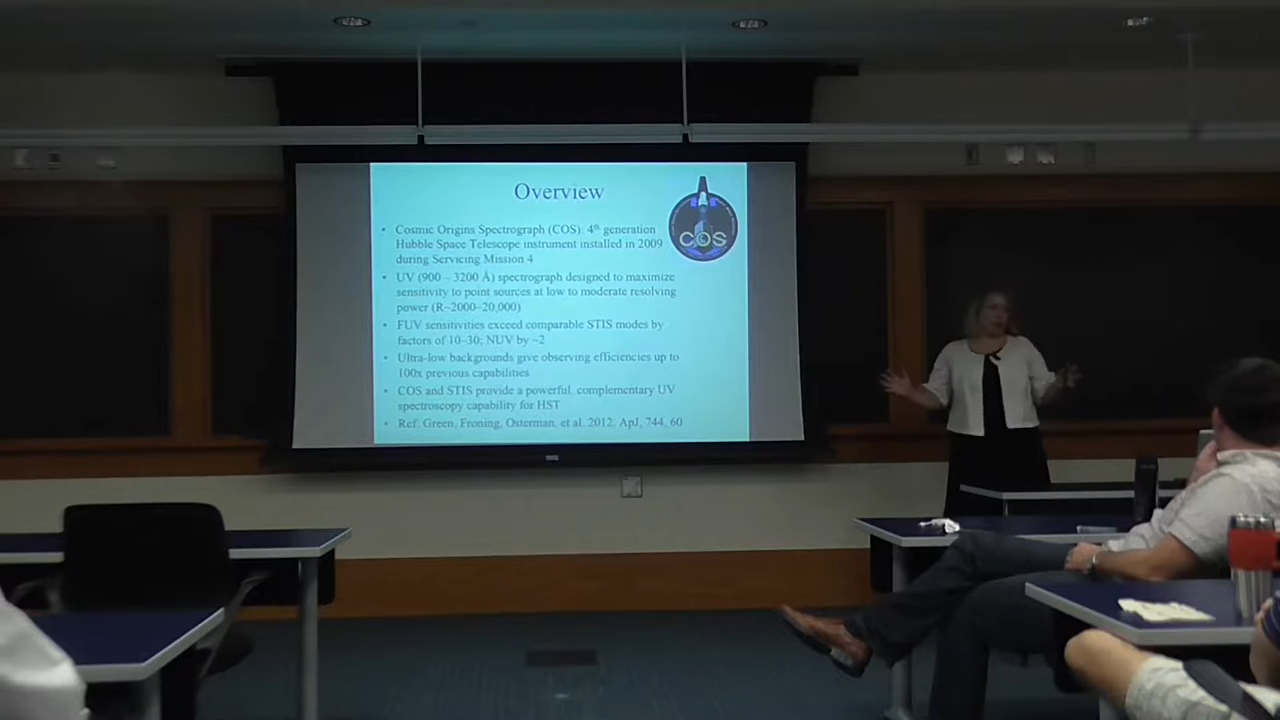 Overview
• Cosmic Origins Spectrograph (COS): 4th generation
Hubble Space Telescope instrument installed in 2009
during Servicing Mission 4
• UV (900 – 3200 Å) spectrograph designed to maximize
sensitivity to point sources at low to moderate resolving
power (R~2000–20,000)
• FUV sensitivities exceed comparable STIS modes by
factors of 10–30; NUV by ~2
• Ultra-low backgrounds give observing efficiencies up to
100x previous capabilities
• COS and STIS provide a powerful, complementary UV
spectroscopy capability for HST
• Ref. Green, Froning, Osterman, et al. 2012, ApJ, 744, 60
COS